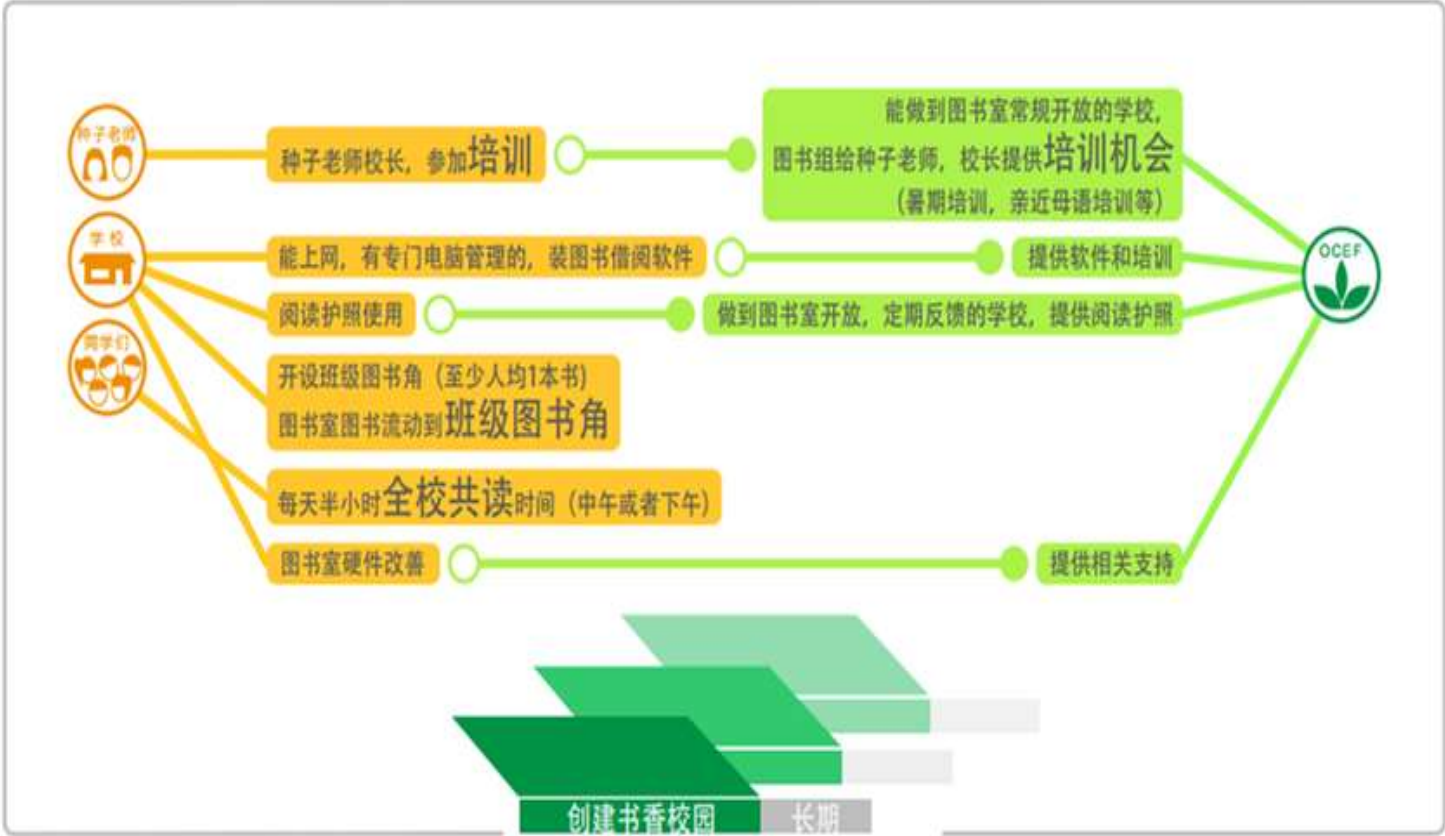 种子老师
种子老师校长，参加培训
能做到图书室常规开放的学校，
图书组给种子老师，校长提供培训机会
（暑期培训，亲近母语培训等）
学校
能上网，有专门电脑管理的，装图书借阅软件
提供软件和培训
OCEF
阅读护照使用
做到图书室开放，定期反馈的学校，提供阅读护照
同学们
开设班级图书角（至少人均1本书）
图书室图书流动到班级图书角
每天半小时全校共读时间（中午或者下午）
图书室硬件改善
提供相关支持
创建书香校园
长期